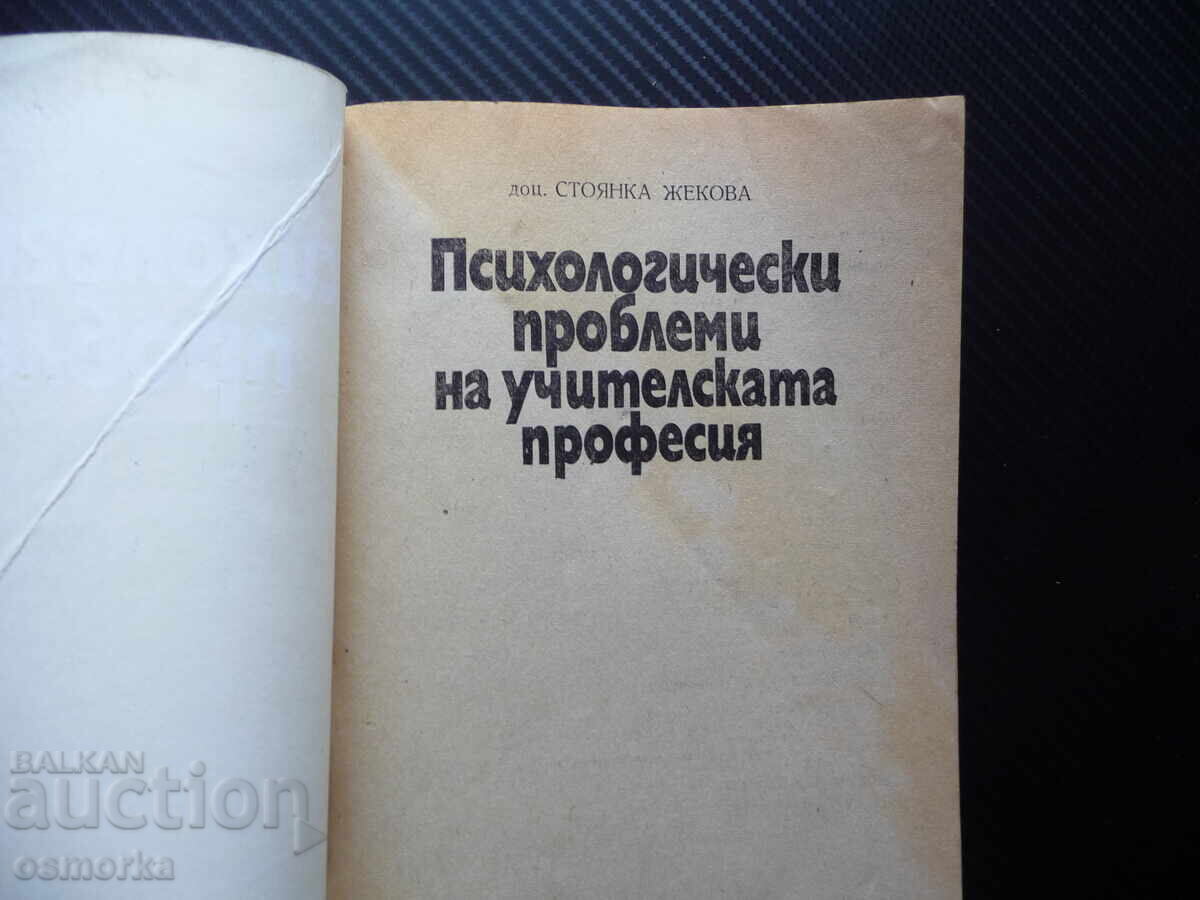 доц. СТОЯНКА ЖЕКОВА
Психологически
проблеми
на учителската
професия
BALKAN
auction
osmorka